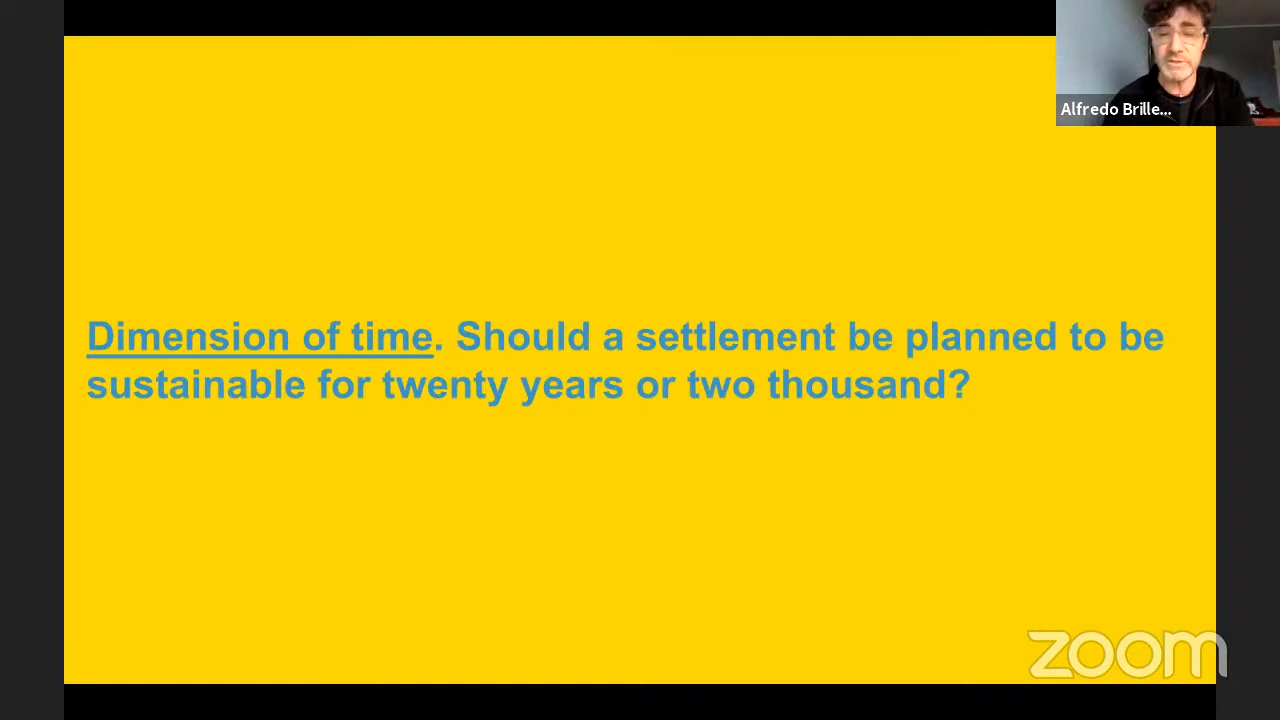 Alfredo Brille...
Dimension of time. Should a settlement be planned to be
sustainable for twenty years or two thousand?
zoom